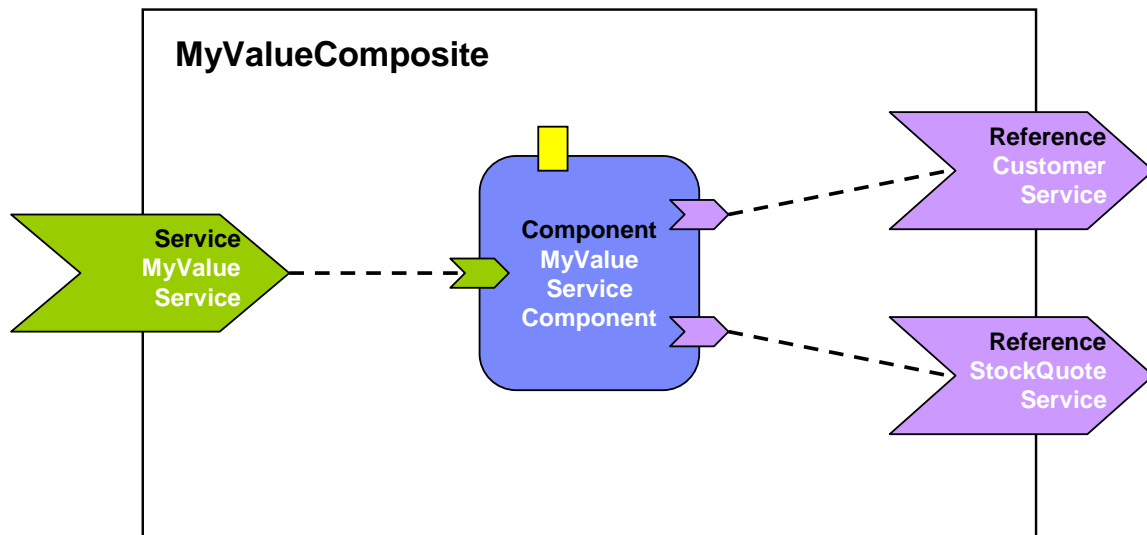 MyValueComposite
Service
MyValue
Service
Component
MyValue
Service
Component
Reference
Customer
Service
Reference
StockQuote
Service